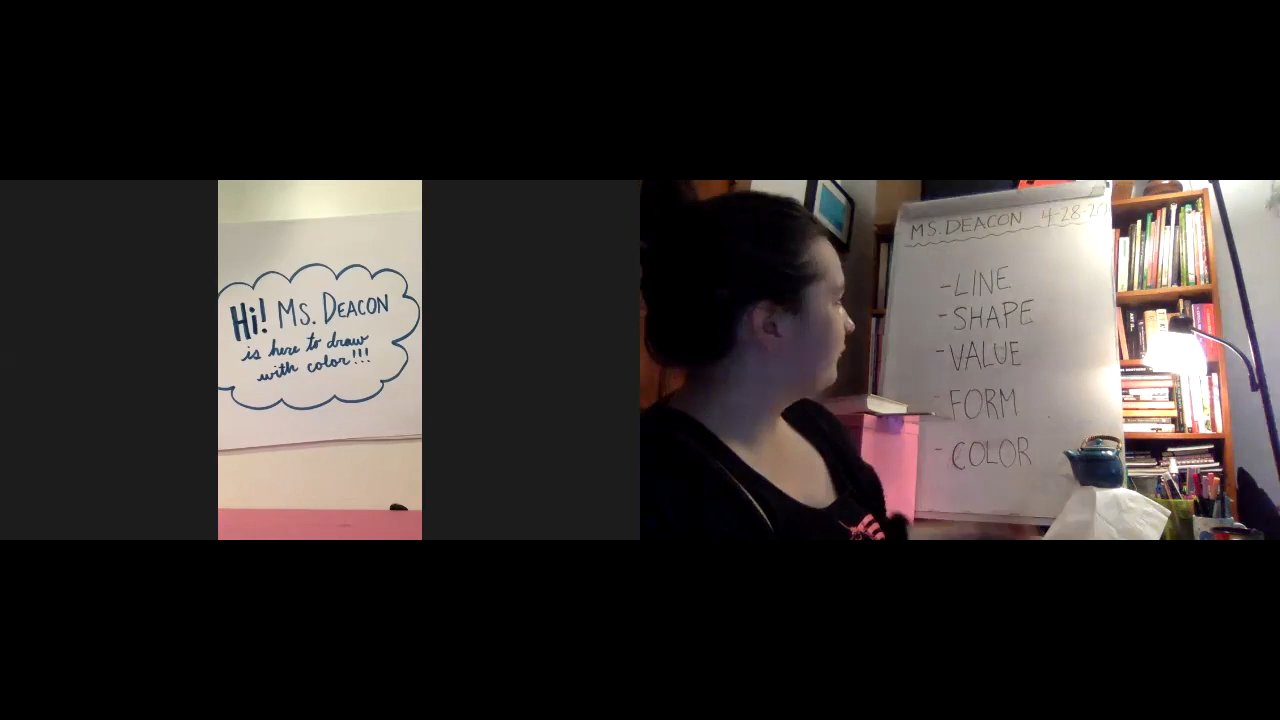 Hi! Ms. DEACON
is here to draw
with color!!!
MS. DEACON 4-28-20
- LINE
- SHAPE
- VALUE
- FORM
- COLOR